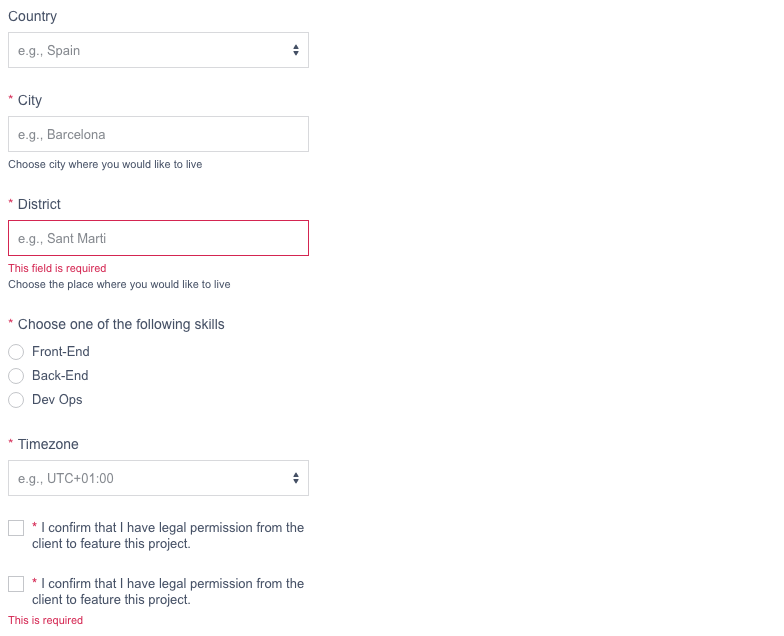 Country
e.g., Spain
* City
e.g., Barcelona
Choose city where you would like to live
* District
e.g., Sant Marti
This field is required
Choose the place where you would like to live
* Choose one of the following skills
Front-End
Back-End
Dev Ops
* Timezone
e.g., UTC+01:00
* I confirm that I have legal permission from the
client to feature this project.
* I confirm that I have legal permission from the
client to feature this project.
This is required